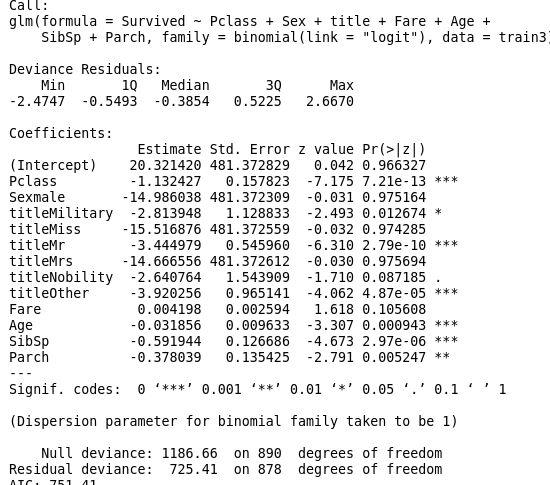 Call:
glm(formula = Survived ~ Pclass + Sex + title + Fare + Age +
    SibSp + Parch, family = binomial(link = "logit"), data = train3)

Deviance Residuals:
    Min       1Q   Median       3Q      Max
-2.4747  -0.5493  -0.3854   0.5225   2.6670

Coefficients:
                Estimate Std. Error z value Pr(>|z|)
(Intercept)    20.321420 481.372829   0.042 0.966327
Pclass         -1.132427   0.157823  -7.175 7.21e-13 ***
Sexmale       -14.986038 481.372309  -0.031 0.975164
titleMilitary  -2.813948   1.128833  -2.493 0.012674 *
titleMiss     -15.516876 481.372559  -0.032 0.974285
titleMr        -3.444979   0.545960  -6.310 2.79e-10 ***
titleMrs      -14.666556 481.372612  -0.030 0.975694
titleNobility  -2.640764   1.543909  -1.710 0.087185 .
titleOther     -3.920256   0.965141  -4.062 4.87e-05 ***
Fare            0.004198   0.002594   1.618 0.105608
Age            -0.031856   0.009633  -3.307 0.000943 ***
SibSp          -0.591944   0.126686  -4.673 2.97e-06 ***
Parch          -0.378039   0.135425  -2.791 0.005247 **
---
Signif. codes:  0 ‘***’ 0.001 ‘**’ 0.01 ‘*’ 0.05 ‘.’ 0.1 ‘ ’ 1

(Dispersion parameter for binomial family taken to be 1)

    Null deviance: 1186.66  on 890  degrees of freedom
Residual deviance:  725.41  on 878  degrees of freedom
AIC: 751.41